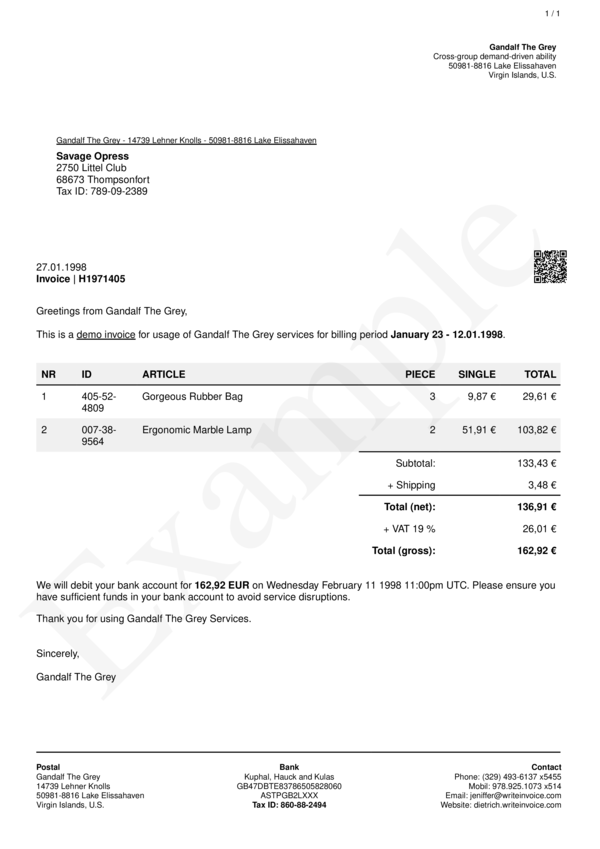 1 / 1
Gandalf The Grey
Cross-group demand-driven ability
50981-8816 Lake Elissahaven
Virgin Islands, U.S.
Gandalf The Grey - 14739 Lehner Knolls - 50981-8816 Lake Elissahaven
Savage Opress
2750 Littel Club
68673 Thompsonfort
Tax ID: 789-09-2389
27.01.1998
Invoice | H1971405
Greetings from Gandalf The Grey,
This is a demo invoice for usage of Gandalf The Grey services for billing period January 23 - 12.01.1998.
NR ID ARTICLE PIECE SINGLE TOTAL
1 405-52- Gorgeous Rubber Bag 3 9,87 € 29,61 €
4809
2 007-38- Ergonomic Marble Lamp 2 51,91 € 103,82 €
9564
Subtotal: 133,43 €
+ Shipping 3,48 €
Total (net): 136,91 €
+ VAT 19 % 26,01 €
Total (gross): 162,92 €
We will debit your bank account for 162,92 EUR on Wednesday February 11 1998 11:00pm UTC. Please ensure you
have sufficient funds in your bank account to avoid service disruptions.
Thank you for using Gandalf The Grey Services.
Sincerely,
Gandalf The Grey
Example
Postal Bank Contact
Gandalf The Grey Kuphal, Hauck and Kulas Phone: (329) 493-6137 x5455
14739 Lehner Knolls GB47DBTE83786505828060 Mobil: 978.925.1073 x514
50981-8816 Lake Elissahaven ASTPGB2LXXX Email: jeniffer@writeinvoice.com
Virgin Islands, U.S. Tax ID: 860-88-2494 Website: dietrich.writeinvoice.com